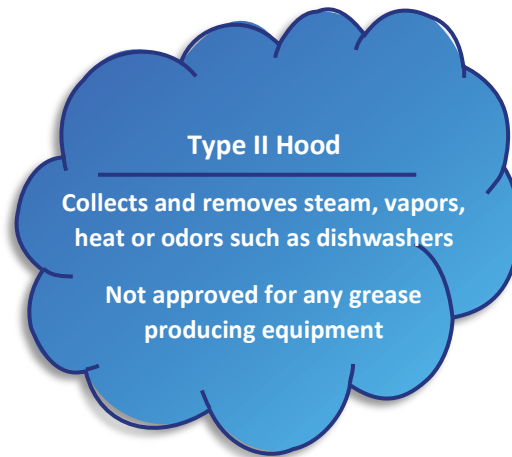 Type II Hood
Collects and removes steam, vapors,
heat or odors such as dishwashers
Not approved for any grease
producing equipment